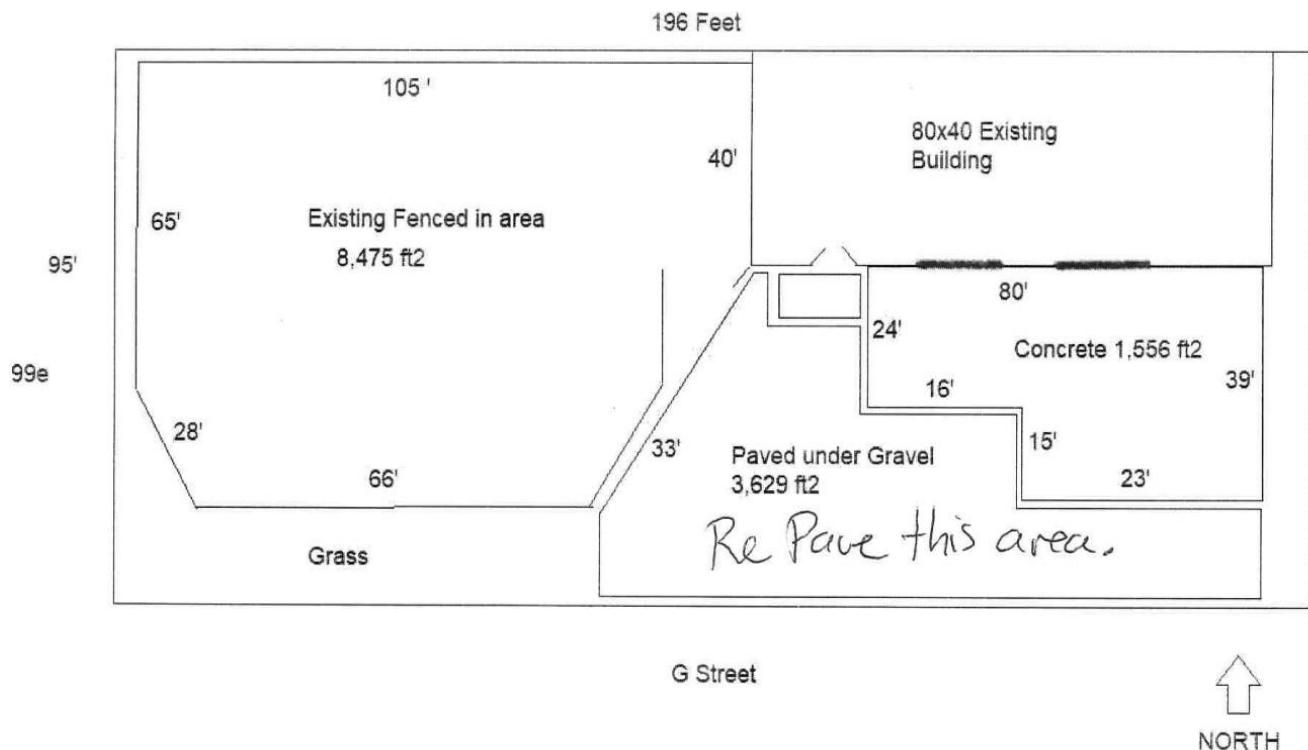 196 Feet
105 '
40'
80x40 Existing
Building
65'
Existing Fenced in area
8,475 ft2
95'
99e
80'
24'
Concrete 1,556 ft2
39'
16'
28'
33'
15'
66'
Paved under Gravel
3,629 ft2
23'
Re Pave this area.
Grass
G Street
NORTH